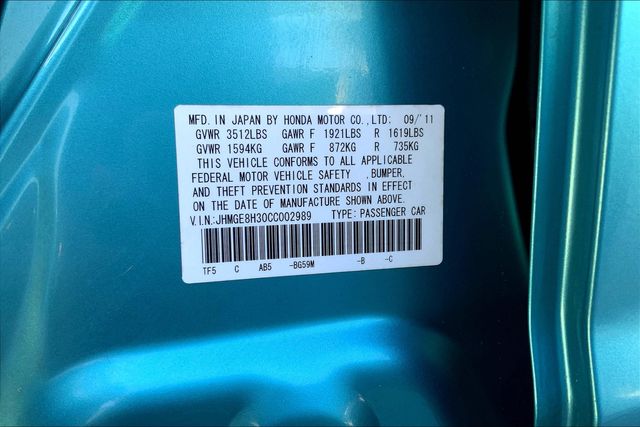 MFD. IN JAPAN BY HONDA MOTOR CO.,LTD: 09/'11
GVWR 3512LBS GAWR F 1921LBS R 1619LBS
GVWR 1594KG GAWR F 872KG R 735KG
THIS VEHICLE CONFORMS TO ALL APPLICABLE
FEDERAL MOTOR VEHICLE SAFETY ,BUMPER,
AND THEFT PREVENTION STANDARDS IN EFFECT
ON THE DATE OF MANUFACTURE SHOWN ABOVE.
V.I.N.:JHMGE8H30CC002989 TYPE: PASSENGER CAR
TF5 C AB5 -BG59M -B -C